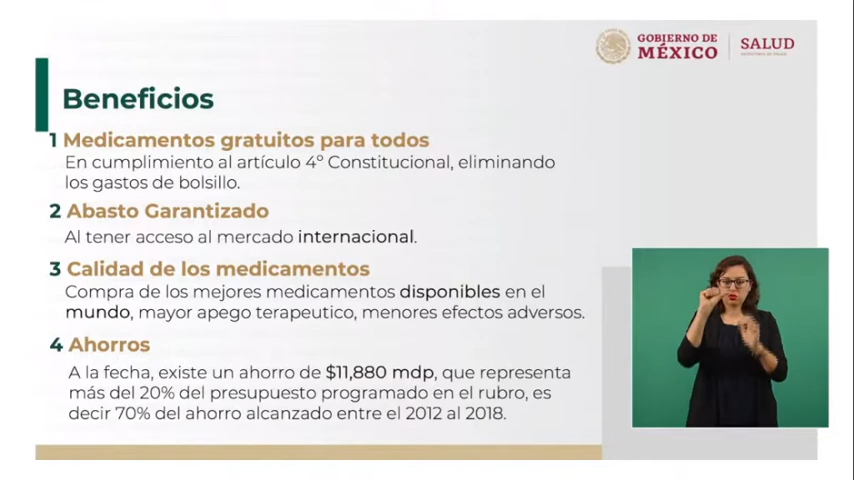 GOBIERNO DE
MÉXICO
SALUD
SECRETARÍA DE SALUD
Beneficios
1 Medicamentos gratuitos para todos
En cumplimiento al artículo 4º Constitucional, eliminando
los gastos de bolsillo.
2 Abasto Garantizado
Al tener acceso al mercado internacional.
3 Calidad de los medicamentos
Compra de los mejores medicamentos disponibles en el
mundo, mayor apego terapeutico, menores efectos adversos.
4 Ahorros
A la fecha, existe un ahorro de $11,880 mdp, que representa
más del 20% del presupuesto programado en el rubro, es
decir 70% del ahorro alcanzado entre el 2012 al 2018.